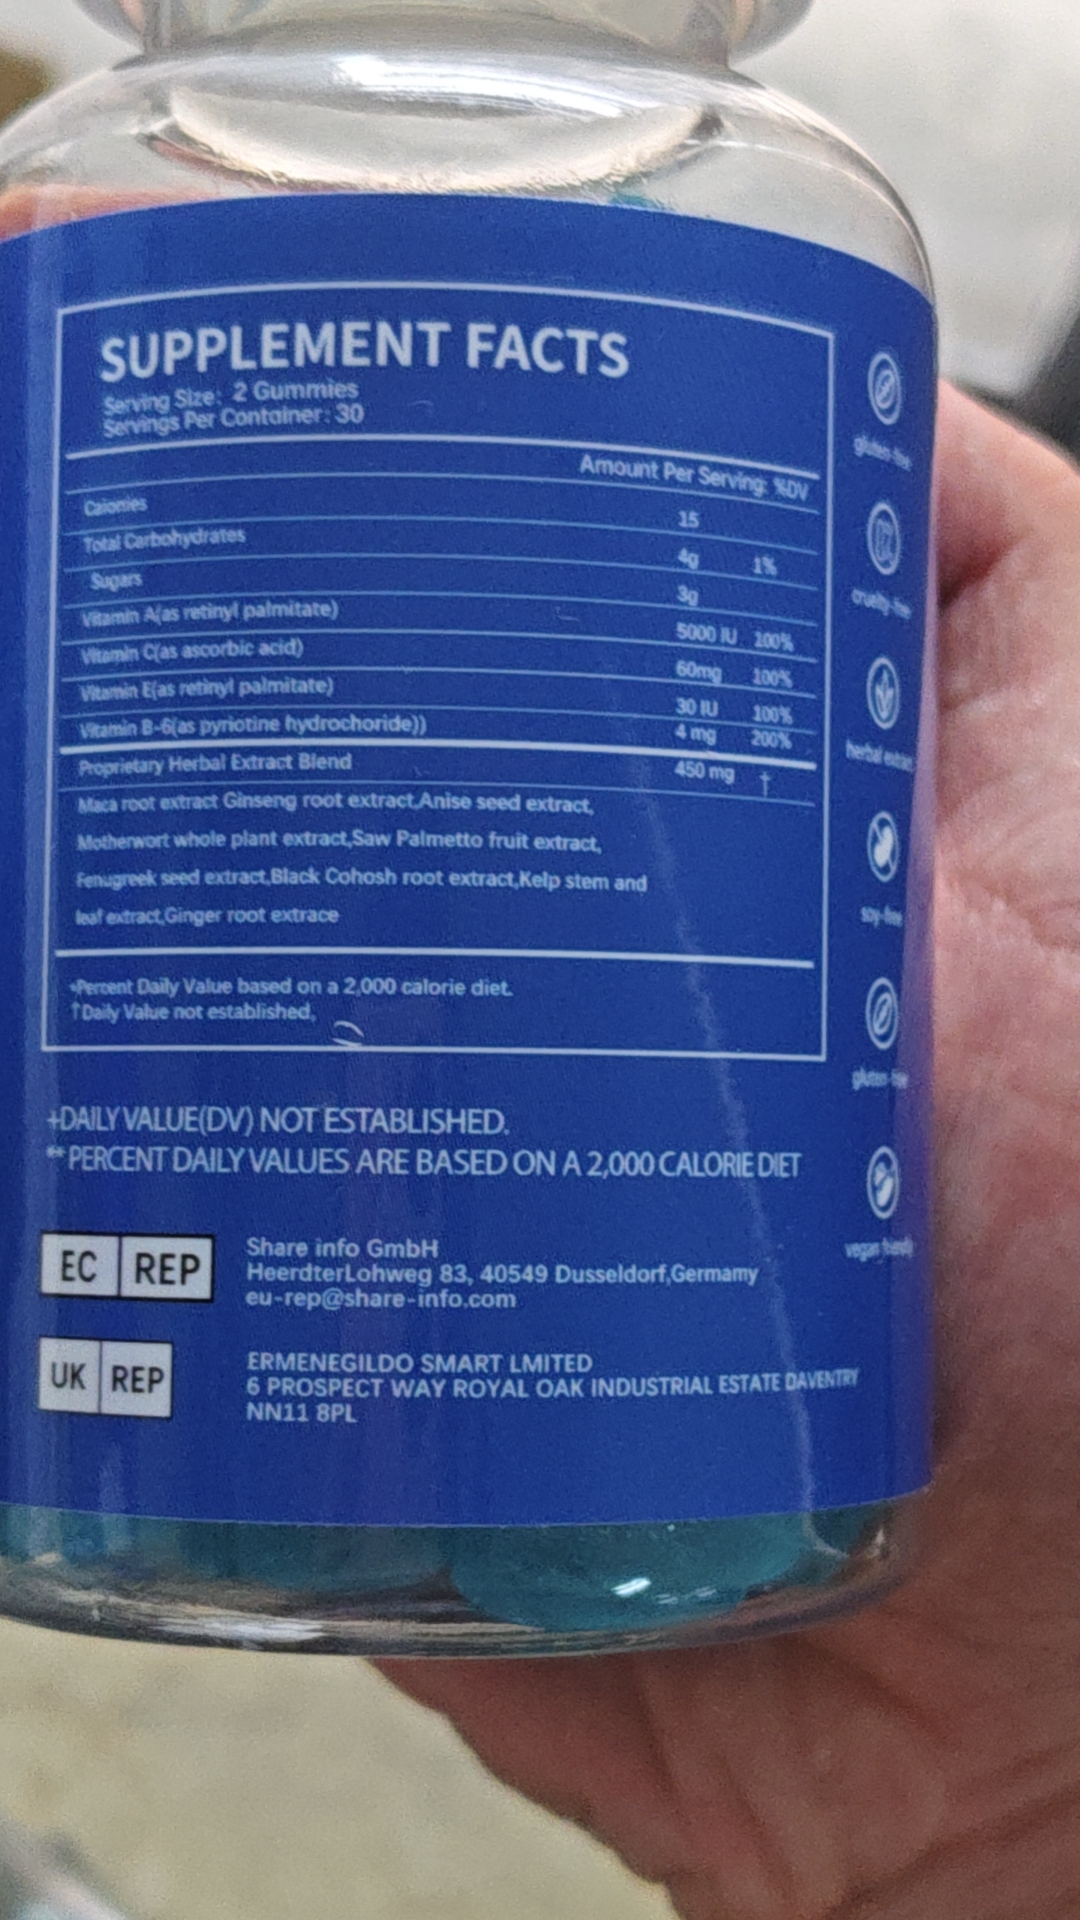 SUPPLEMENT FACTS
Serving Size: 2 Gummies
Servings Per Container: 30
Amount Per Serving: %DV
Caiories 15
Total Carbohydrates 4g 1%
Sugars 3g
Vitamin A(as retinyl palmitate) 5000 IU 100%
Vitamin C(as ascorbic acid) 60mg 100%
Vitamin E(as retinyl palmitate) 30 IU 100%
Vitamin B-6(as pyriotine hydrochoride)) 4 mg 200%
Proprietary Herbal Extract Blend 450 mg †
Maca root extract Ginseng root extract,Anise seed extract,
Motherwort whole plant extract,Saw Palmetto fruit extract,
Fenugreek seed extract,Black Cohosh root extract,Kelp stem and
leaf extract,Ginger root extrace
*Percent Daily Value based on a 2,000 calorie diet.
†Daily Value not established,
+DAILY VALUE(DV) NOT ESTABLISHED.
** PERCENT DAILY VALUES ARE BASED ON A 2,000 CALORIE DIET
EC REP
Share info GmbH
HeerdterLohweg 83, 40549 Dusseldorf,Germamy
eu-rep@share-info.com
UK REP
ERMENEGILDO SMART LMITED
6 PROSPECT WAY ROYAL OAK INDUSTRIAL ESTATE DAVENTRY
NN11 8PL
gluten-free
cruelty-free
herbal extract
soy-free
gluten-free
vegan friendly